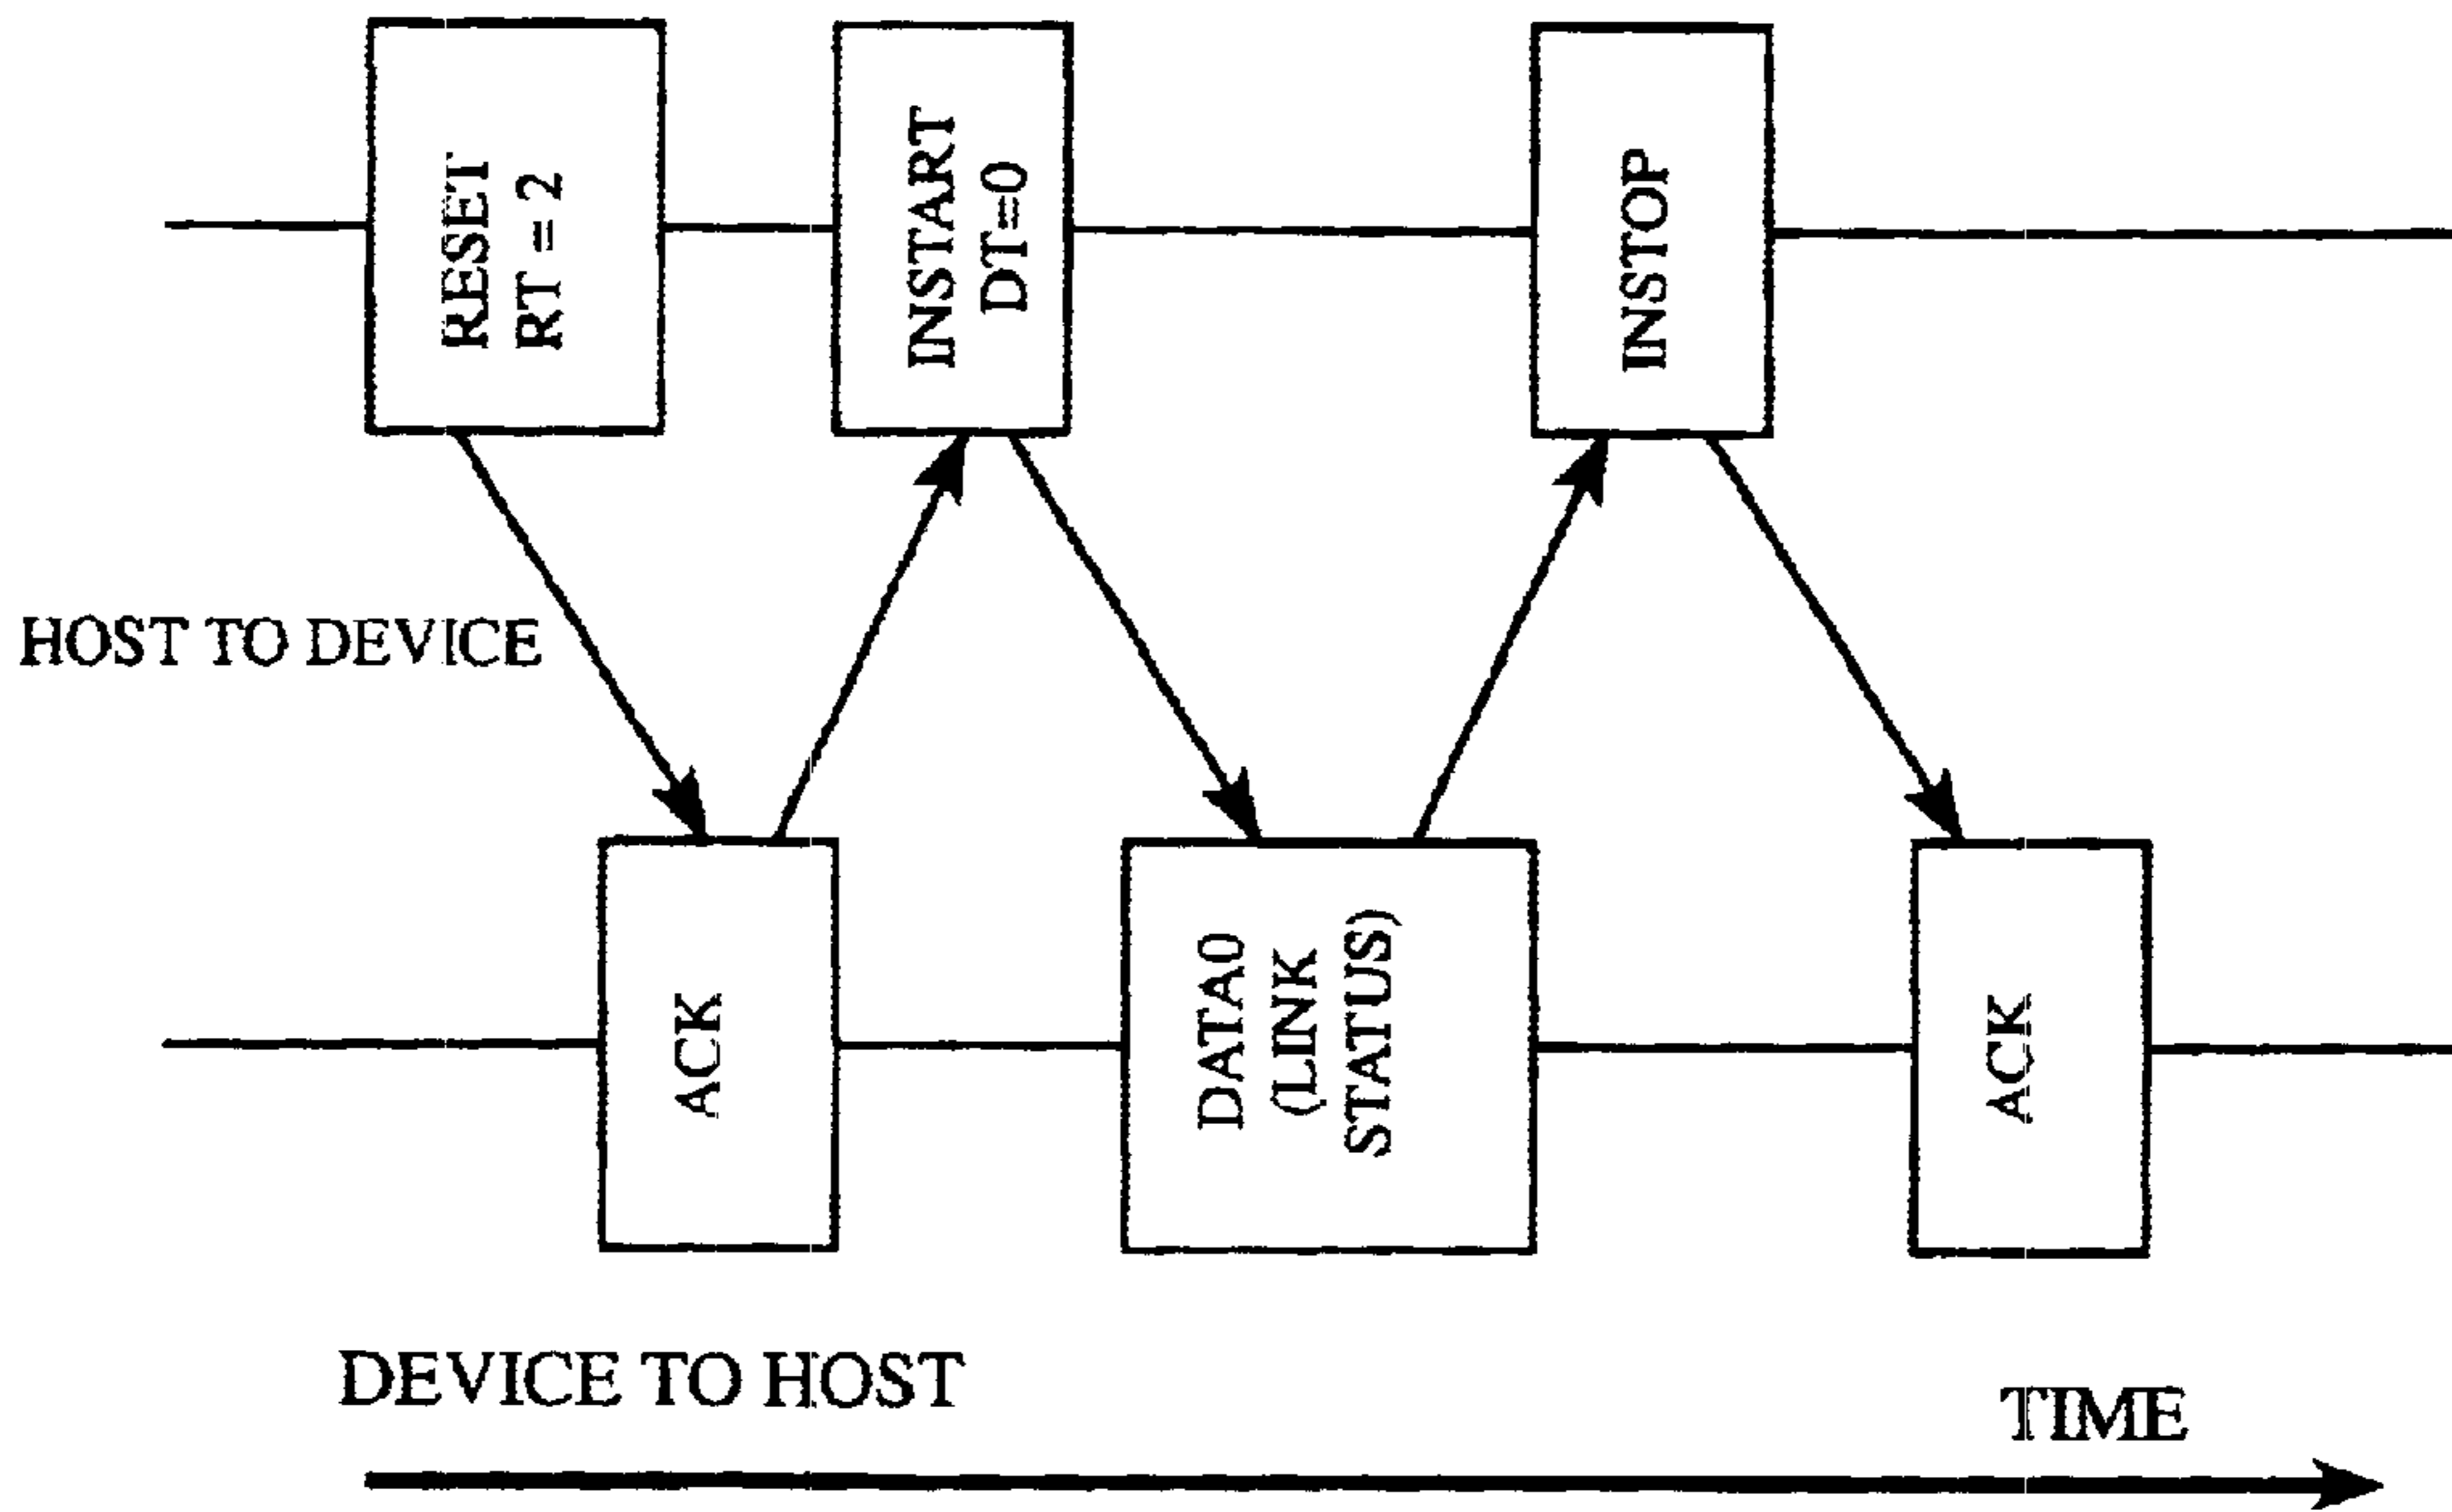 RESET
RT = 2
INSTART
DT=0
INSTOP
HOST TO DEVICE
ACK
DATA0
(LINK
STATUS)
ACK
DEVICE TO HOST
TIME